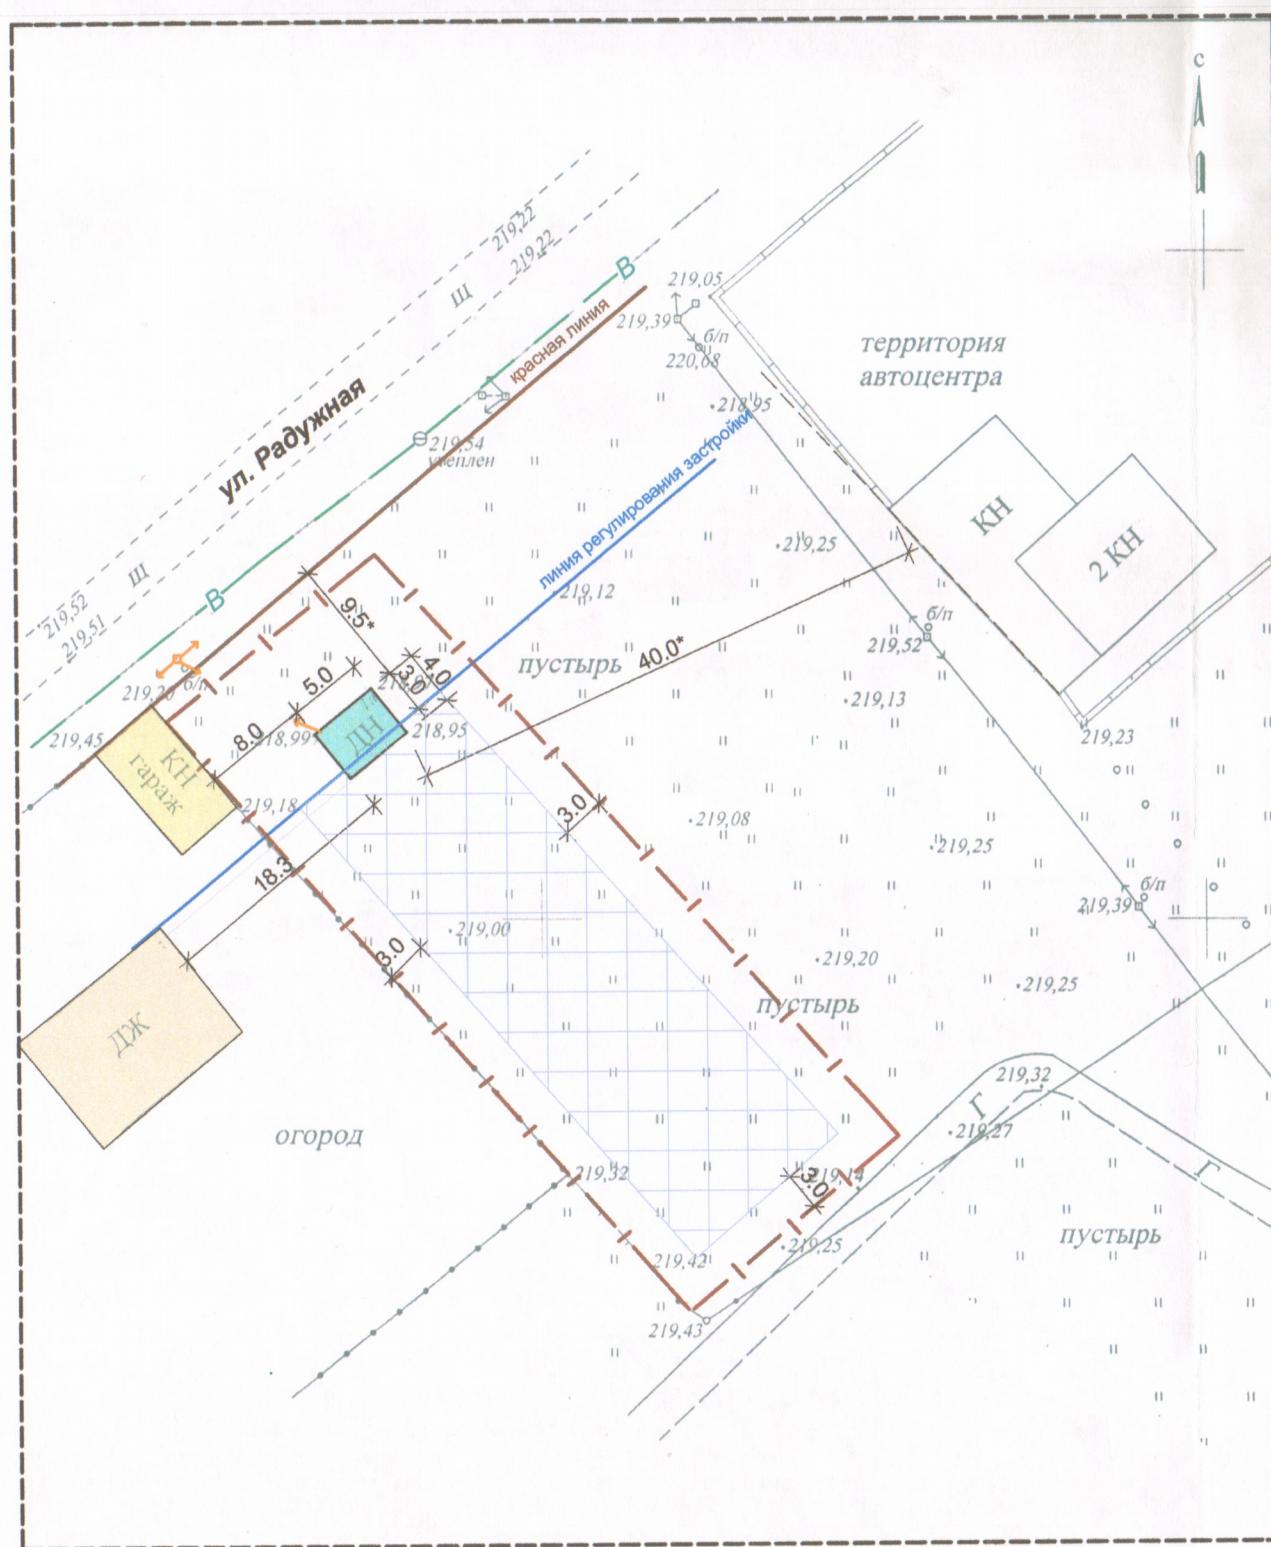 с
219,22
219,22
Щ
В
219,05
красная линия
219,39
б/п
220,68
территория
автоцентра
218,95
ул. Радужная
219,54
утеплен
линия регулирования застройки
КН
2 КН
219,25
Щ
В
219,52
219,51
9.5*
219,12
б/п
219,52
пустырь
40.0*
4.0
3.0
5.0
219,20
б/п
219,13
8.0
218,99
ДН
218,95
219,23
219,45
КН
гараж
219,18
3.0
219,08
219,25
18.3
б/п
219,39
219,00
3.0
219,20
219,25
пустырь
ДЖ
219,32
Г
219,27
огород
219,32
219,14
3.0
Г
пустырь
219,25
219,42
219,43